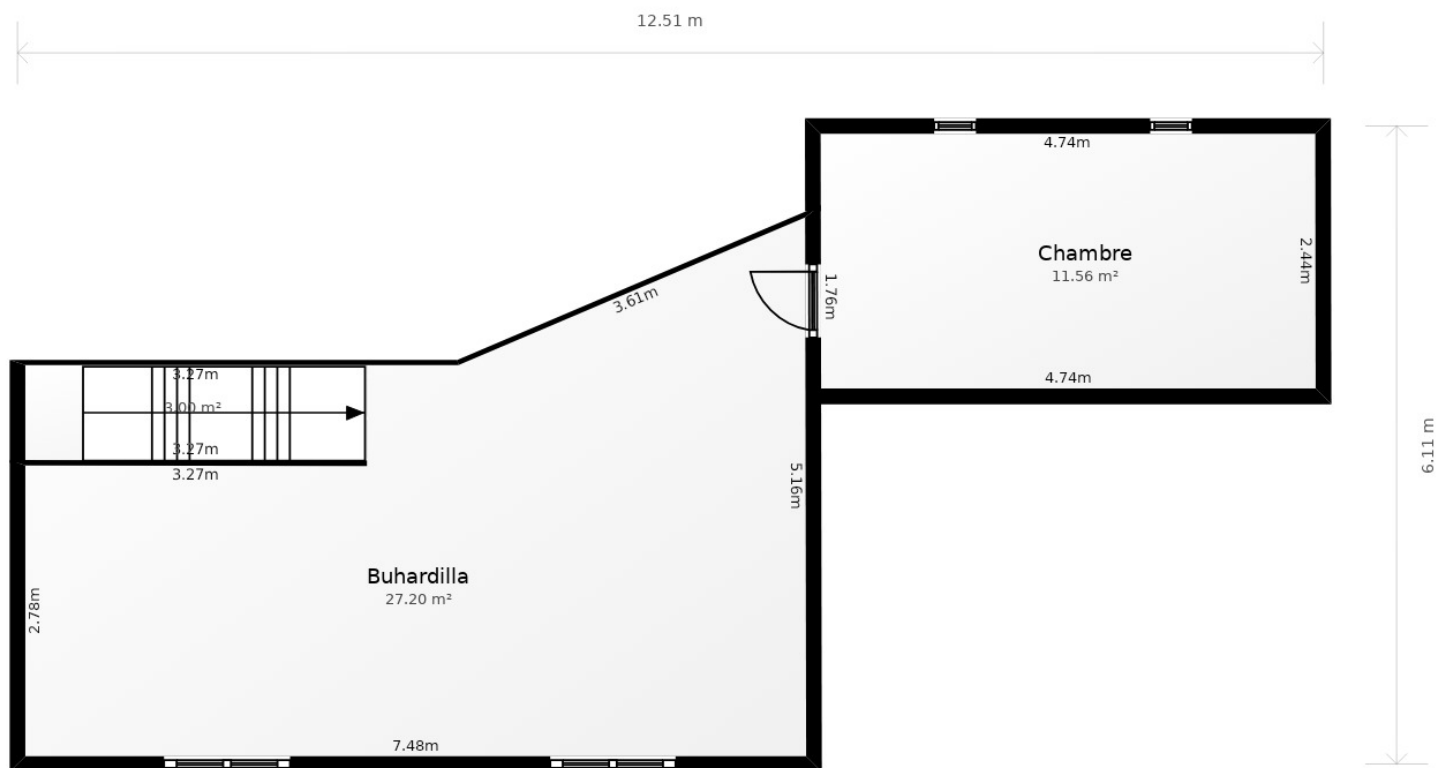 12.51 m
4.74m
Chambre
11.56 m²
2.44m
1.76m
3.61m
4.74m
3.27m
3.00 m²
3.27m
3.27m
6.11 m
5.16m
Buhardilla
27.20 m²
2.78m
7.48m